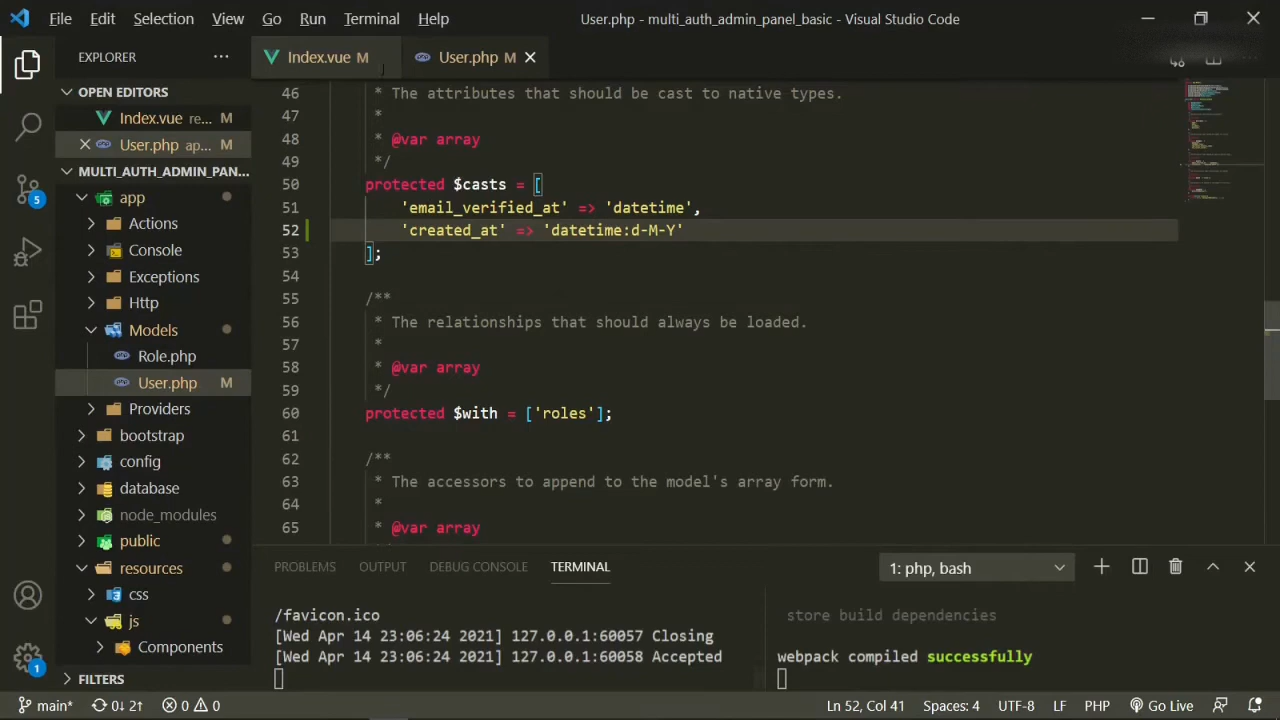 File Edit Selection View Go Run Terminal Help User.php - multi_auth_admin_panel_basic - Visual Studio Code
EXPLORER ...
Index.vue M User.php M
OPEN EDITORS
Index.vue re... M
User.php ap... M
MULTI_AUTH_ADMIN_PAN...
app
Actions
Console
Exceptions
Http
Models
Role.php
User.php M
Providers
bootstrap
config
database
node_modules
public
resources
css
js
Components
FILTERS
5
1
46 * The attributes that should be cast to native types.
47 *
48 * @var array
49 */
50 protected $casts = [
51 'email_verified_at' => 'datetime',
52 'created_at' => 'datetime:d-M-Y'
53 ];
54
55 /**
56 * The relationships that should always be loaded.
57 *
58 * @var array
59 */
60 protected $with = ['roles'];
61
62 /**
63 * The accessors to append to the model's array form.
64 *
65 * @var array
PROBLEMS OUTPUT DEBUG CONSOLE TERMINAL 1: php, bash
/favicon.ico
[Wed Apr 14 23:06:24 2021] 127.0.0.1:60057 Closing
[Wed Apr 14 23:06:24 2021] 127.0.0.1:60058 Accepted
store build dependencies
webpack compiled successfully
main* 0↓ 2↑ 0 0 Ln 52, Col 41 Spaces: 4 UTF-8 LF PHP Go Live